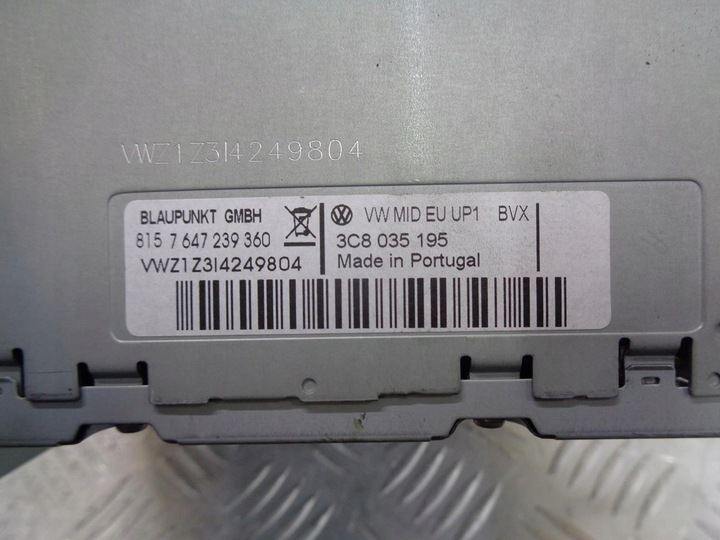 VWZ1Z3I4249804
BLAUPUNKT GMBH
815 7 647 239 360
VWZ1Z3I4249804
VW MID EU UP1 BVX
3C8 035 195
Made in Portugal